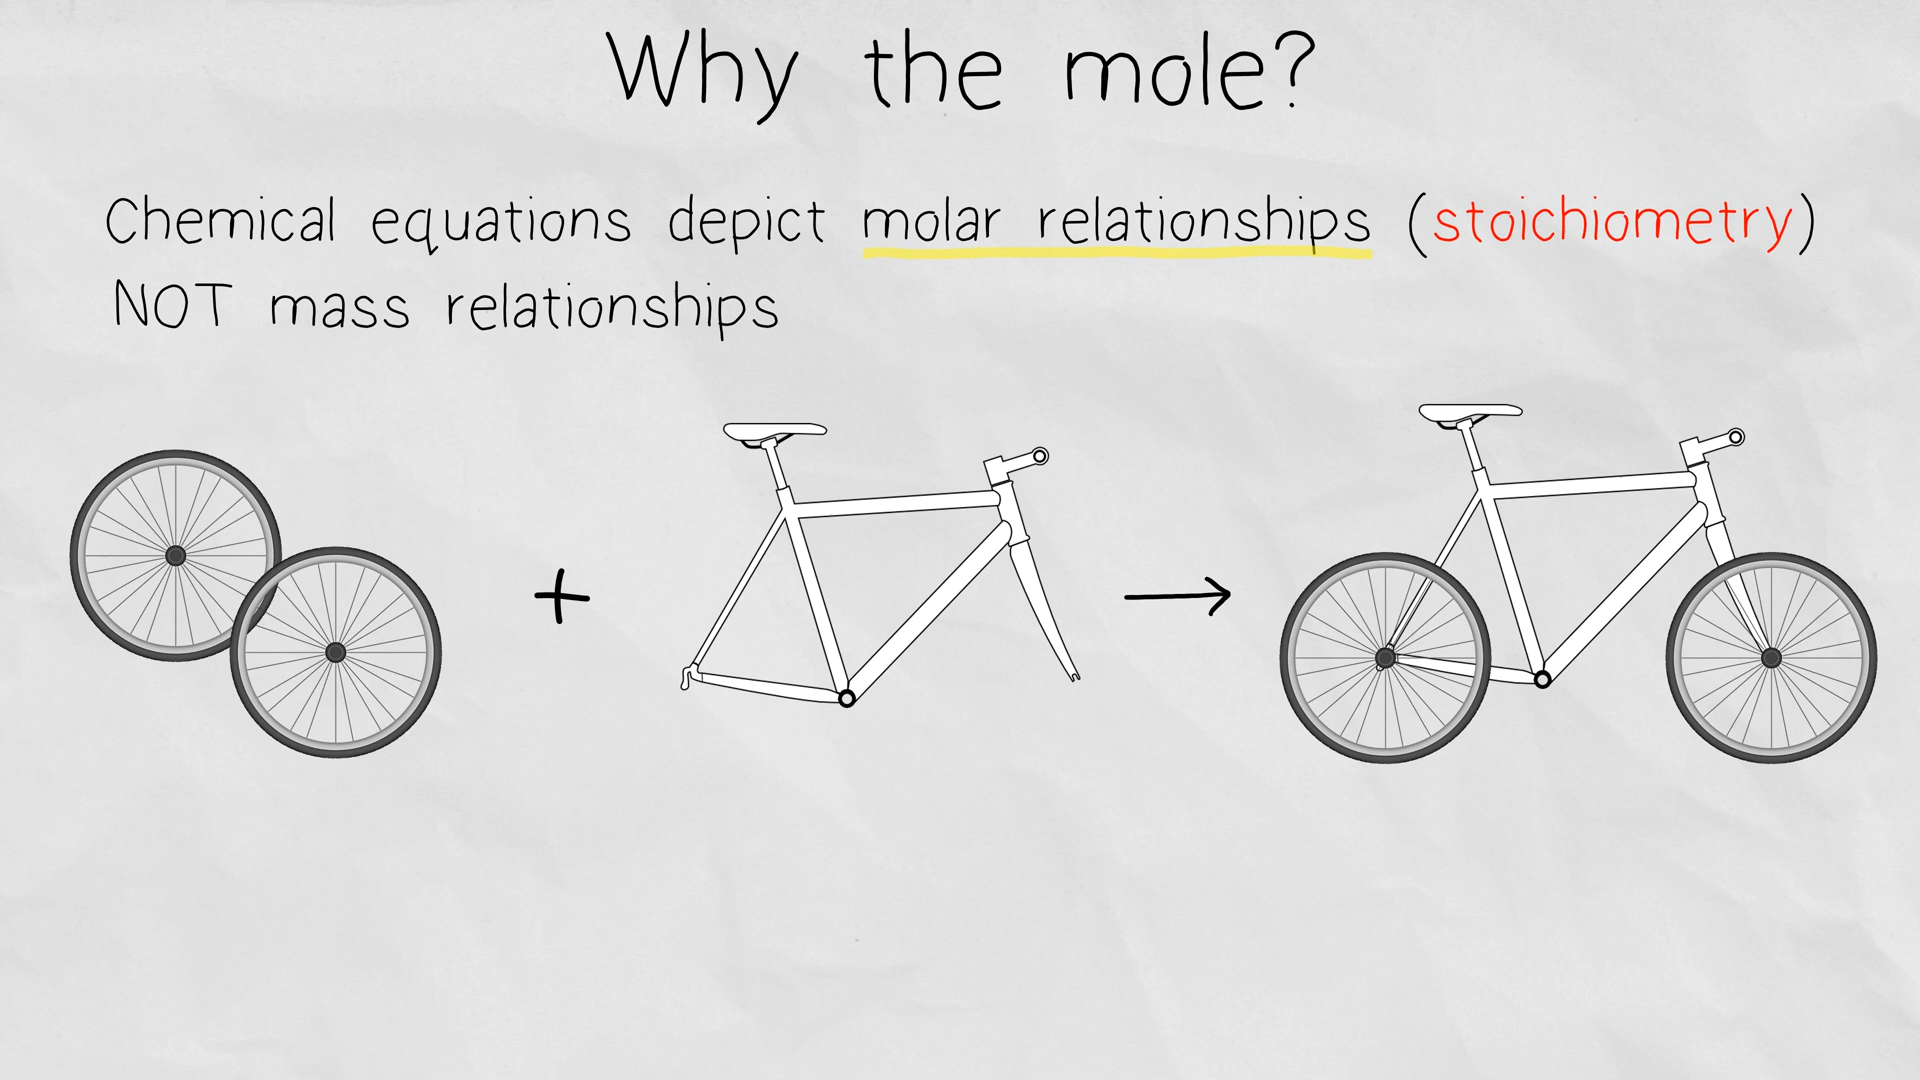 Why the mole?
Chemical equations depict molar relationships (stoichiometry)
NOT mass relationships
+
→